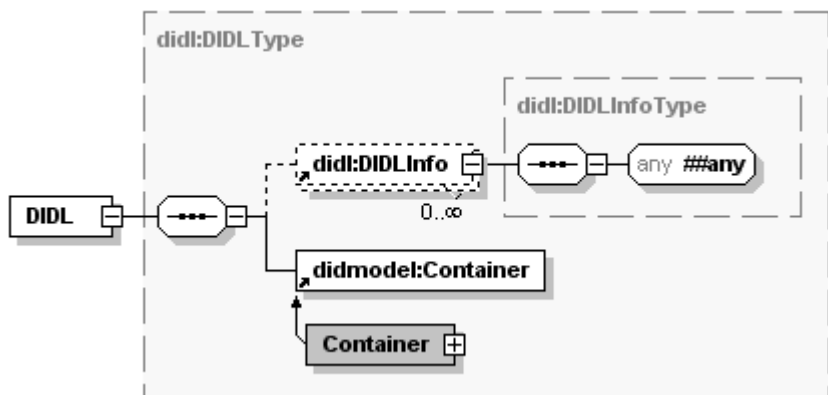 didl:DIDLType
didl:DIDLInfoType
didl:DIDLInfo
any ##any
0..∞
DIDL
didmodel:Container
Container